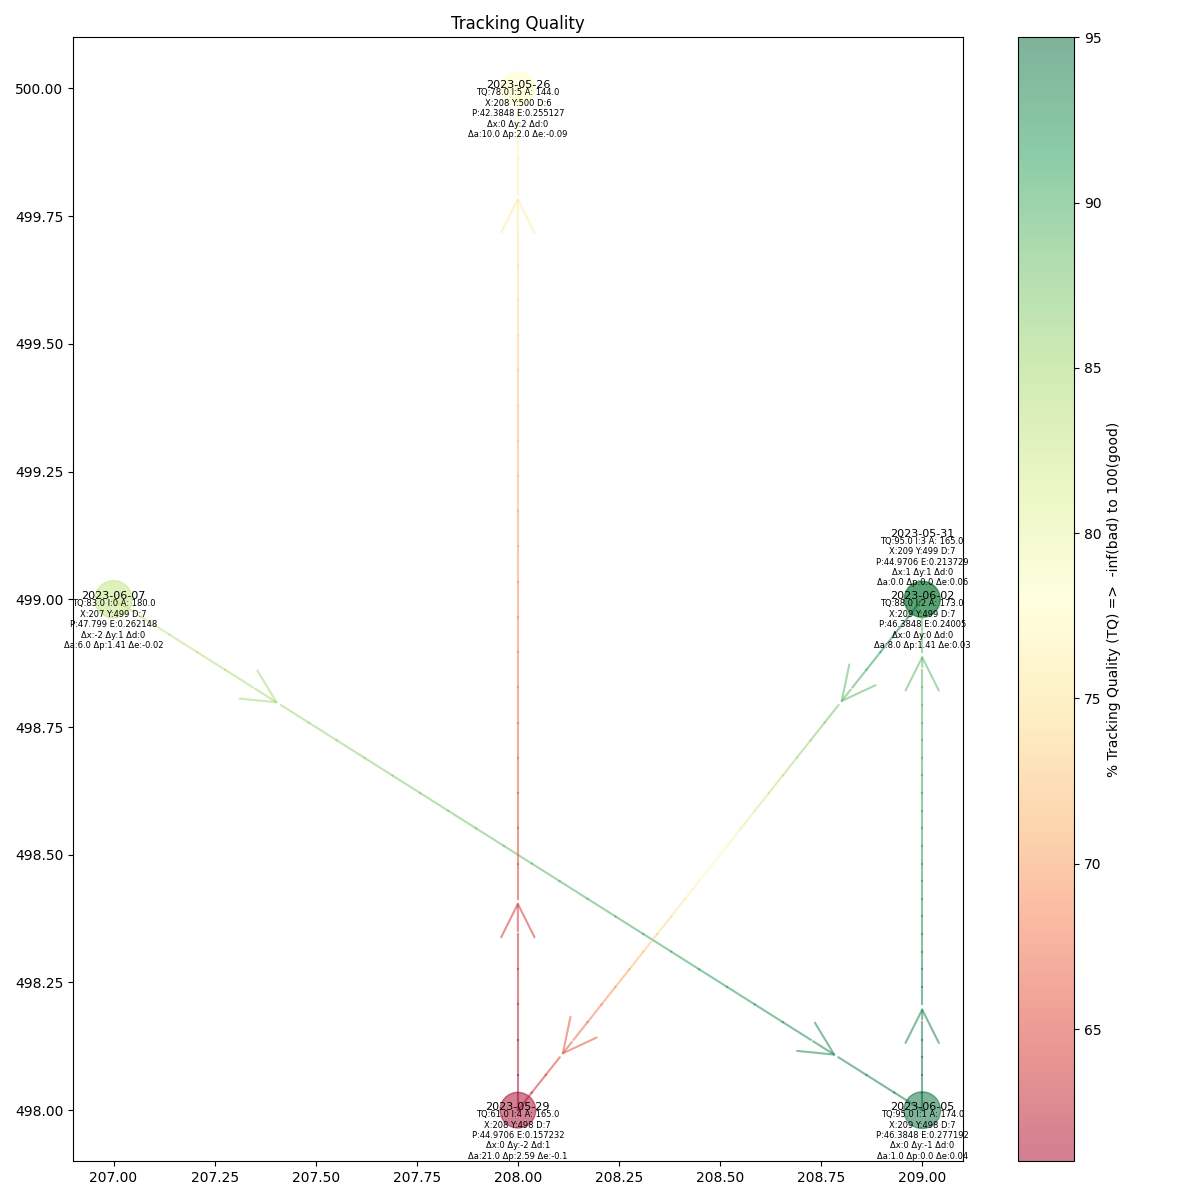 Tracking Quality
500.00
499.75
499.50
499.25
499.00
498.75
498.50
498.25
498.00
2023-05-26
TQ:78.0 I:5 A: 144.0
X:208 Y:500 D:6
P:42.3848 E:0.255127
Δx:0 Δy:2 Δd:0
Δa:10.0 Δp:2.0 Δe:-0.09
2023-05-31
TQ:95.0 I:3 A: 165.0
X:209 Y:499 D:7
P:44.9706 E:0.213729
Δx:1 Δy:1 Δd:0
Δa:0.0 Δp:0.0 Δe:0.06
2023-06-02
TQ:88.0 I:2 A: 173.0
X:209 Y:499 D:7
P:46.3848 E:0.24005
Δx:0 Δy:0 Δd:0
Δa:8.0 Δp:1.41 Δe:0.03
2023-06-07
TQ:83.0 I:0 A: 180.0
X:207 Y:499 D:7
P:47.799 E:0.262148
Δx:-2 Δy:1 Δd:0
Δa:6.0 Δp:1.41 Δe:-0.02
2023-05-29
TQ:61.0 I:4 A: 165.0
X:208 Y:498 D:7
P:44.9706 E:0.157232
Δx:0 Δy:-2 Δd:1
Δa:21.0 Δp:2.59 Δe:-0.1
2023-06-05
TQ:95.0 I:1 A: 174.0
X:209 Y:498 D:7
P:46.3848 E:0.277192
Δx:0 Δy:-1 Δd:0
Δa:1.0 Δp:0.0 Δe:0.04
207.00 207.25 207.50 207.75 208.00 208.25 208.50 208.75 209.00
95
90
85
80
75
70
65
% Tracking Quality (TQ) => -inf(bad) to 100(good)